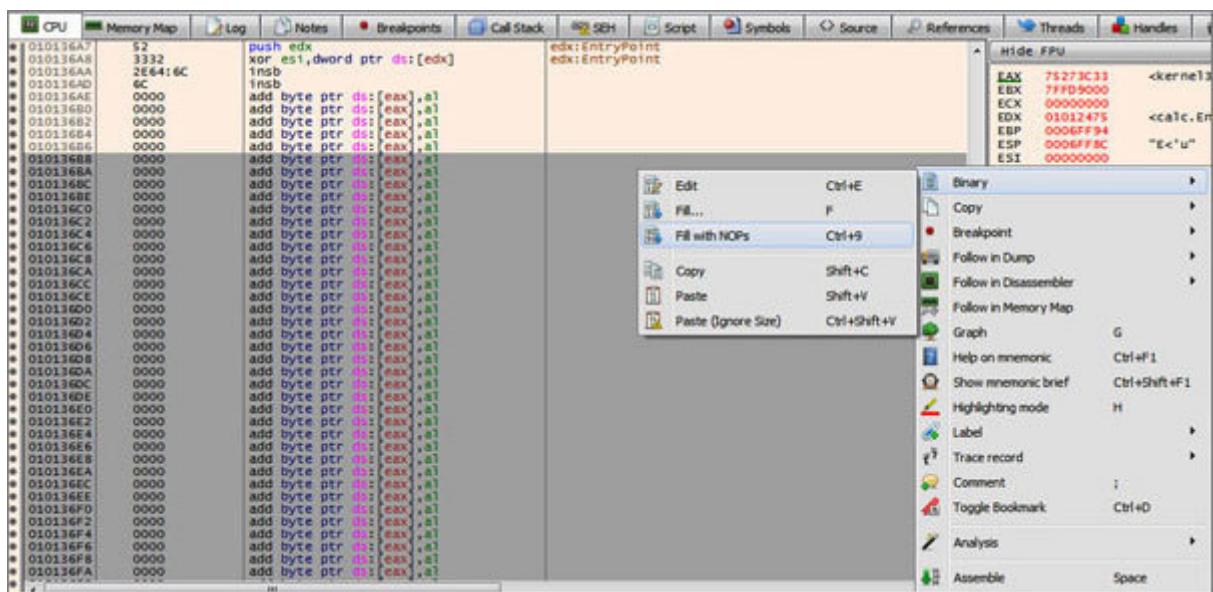 CPU Memory Map Log Notes Breakpoints Call Stack SEH Script Symbols Source References Threads Handles
010136A7 52 push edx edx:EntryPoint
010136A8 3332 xor esi,dword ptr ds:[edx] edx:EntryPoint
010136AA 2E64:6C insb
010136AD 6C insb
010136AE 0000 add byte ptr ds:[eax],al
010136B0 0000 add byte ptr ds:[eax],al
010136B2 0000 add byte ptr ds:[eax],al
010136B4 0000 add byte ptr ds:[eax],al
010136B6 0000 add byte ptr ds:[eax],al
010136B8 0000 add byte ptr ds:[eax],al
010136BA 0000 add byte ptr ds:[eax],al
010136BC 0000 add byte ptr ds:[eax],al
010136BE 0000 add byte ptr ds:[eax],al
010136C0 0000 add byte ptr ds:[eax],al
010136C2 0000 add byte ptr ds:[eax],al
010136C4 0000 add byte ptr ds:[eax],al
010136C6 0000 add byte ptr ds:[eax],al
010136C8 0000 add byte ptr ds:[eax],al
010136CA 0000 add byte ptr ds:[eax],al
010136CC 0000 add byte ptr ds:[eax],al
010136CE 0000 add byte ptr ds:[eax],al
010136D0 0000 add byte ptr ds:[eax],al
010136D2 0000 add byte ptr ds:[eax],al
010136D4 0000 add byte ptr ds:[eax],al
010136D6 0000 add byte ptr ds:[eax],al
010136D8 0000 add byte ptr ds:[eax],al
010136DA 0000 add byte ptr ds:[eax],al
010136DC 0000 add byte ptr ds:[eax],al
010136DE 0000 add byte ptr ds:[eax],al
010136E0 0000 add byte ptr ds:[eax],al
010136E2 0000 add byte ptr ds:[eax],al
010136E4 0000 add byte ptr ds:[eax],al
010136E6 0000 add byte ptr ds:[eax],al
010136E8 0000 add byte ptr ds:[eax],al
010136EA 0000 add byte ptr ds:[eax],al
010136EC 0000 add byte ptr ds:[eax],al
010136EE 0000 add byte ptr ds:[eax],al
010136F0 0000 add byte ptr ds:[eax],al
010136F2 0000 add byte ptr ds:[eax],al
010136F4 0000 add byte ptr ds:[eax],al
010136F6 0000 add byte ptr ds:[eax],al
010136F8 0000 add byte ptr ds:[eax],al
010136FA 0000 add byte ptr ds:[eax],al
Hide FPU
EAX 75273C33 <kernel3
EBX 7FFD9000
ECX 00000000
EDX 01012475 <calc.En
EBP 0006FF94
ESP 0006FF8C "E<'u"
ESI 00000000
Edit Ctrl+E
Fill... F
Fill with NOPs Ctrl+9
Copy Shift+C
Paste Shift+V
Paste (Ignore Size) Ctrl+Shift+V
Binary
Copy
Breakpoint
Follow in Dump
Follow in Disassembler
Follow in Memory Map
Graph G
Help on mnemonic Ctrl+F1
Show mnemonic brief Ctrl+Shift+F1
Highlighting mode H
Label
Trace record
Comment ;
Toggle Bookmark Ctrl+D
Analysis
Assemble Space